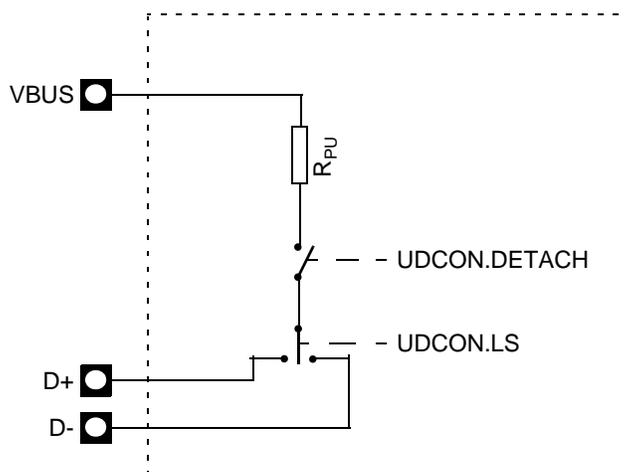 VBUS
RPU
UDCON.DETACH
UDCON.LS
D+
D-